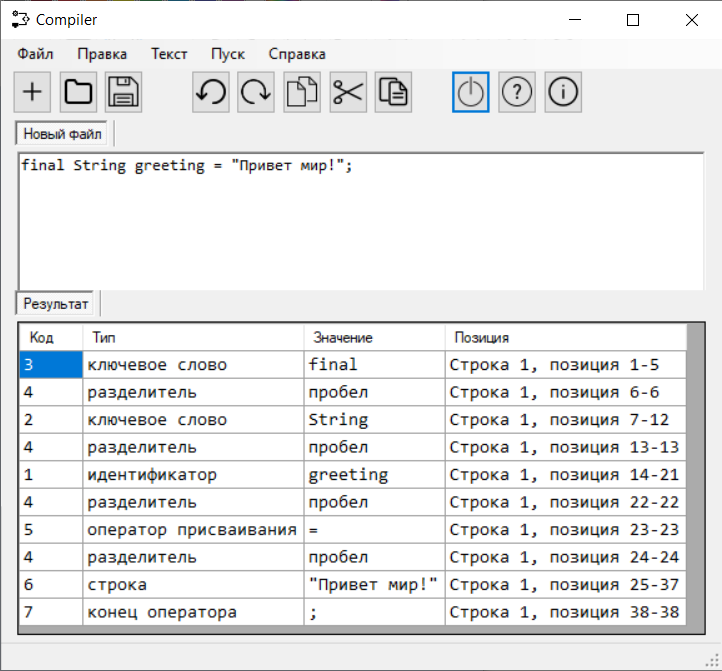 Compiler
Файл Правка Текст Пуск Справка
Новый файл
final String greeting = "Привет мир!";
Результат
Код Тип Значение Позиция
3 ключевое слово final Строка 1, позиция 1-5
4 разделитель пробел Строка 1, позиция 6-6
2 ключевое слово String Строка 1, позиция 7-12
4 разделитель пробел Строка 1, позиция 13-13
1 идентификатор greeting Строка 1, позиция 14-21
4 разделитель пробел Строка 1, позиция 22-22
5 оператор присваивания = Строка 1, позиция 23-23
4 разделитель пробел Строка 1, позиция 24-24
6 строка "Привет мир!" Строка 1, позиция 25-37
7 конец оператора ; Строка 1, позиция 38-38